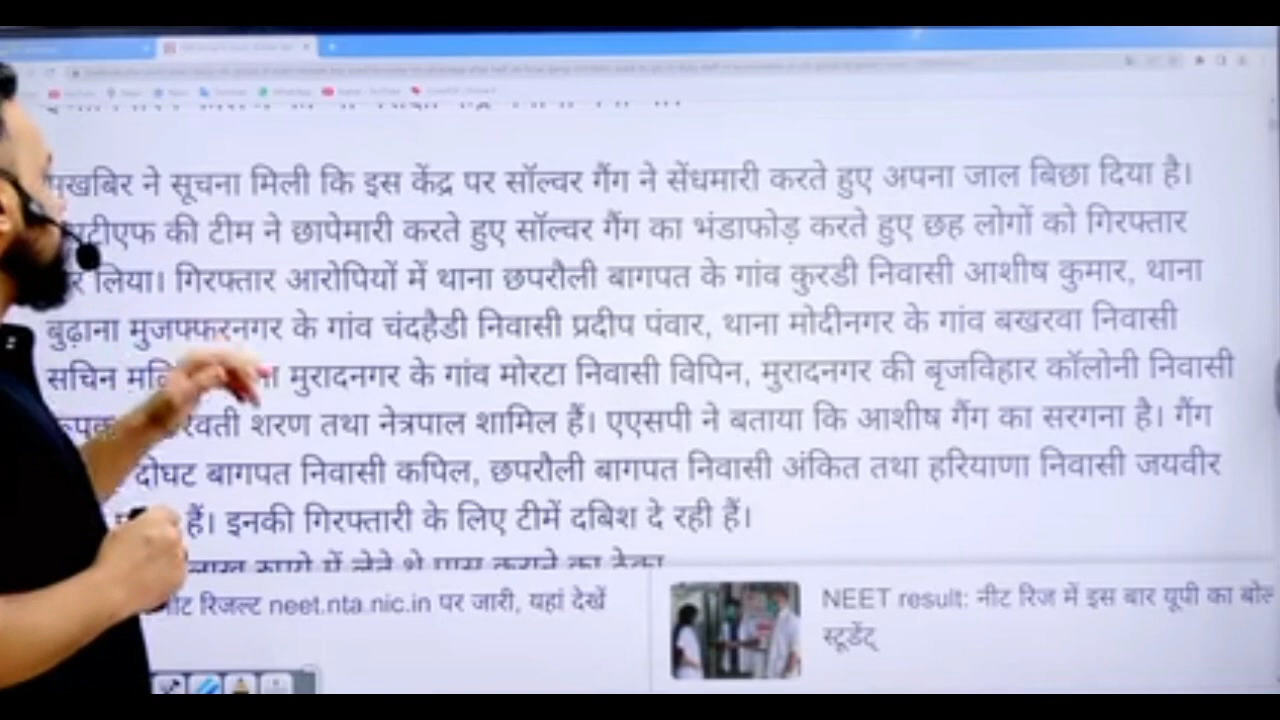 ने सूचना मिली कि इस केंद्र पर सॉल्वर गैंग ने सेंधमारी करते हुए अपना जाल बिछा दिया है।
की टीम ने छापेमारी करते हुए सॉल्वर गैंग का भंडाफोड़ करते हुए छह लोगों को गिरफ्तार
लिया। गिरफ्तार आरोपियों में थाना छपरौली बागपत के गांव कुरडी निवासी आशीष कुमार, थाना
बुढ़ाना मुजफ्फरनगर के गांव चंदहैडी निवासी प्रदीप पंवार, थाना मोदीनगर के गांव बखरवा निवासी
सचिन मुरादनगर के गांव मोरटा निवासी विपिन, मुरादनगर की बृजविहार कॉलोनी निवासी
शरण तथा नेत्रपाल शामिल हैं। एएसपी ने बताया कि आशीष गैंग का सरगना है। गैंग
दोघट बागपत निवासी कपिल, छपरौली बागपत निवासी अंकित तथा हरियाणा निवासी जयवीर
हैं। इनकी गिरफ्तारी के लिए टीमें दबिश दे रही हैं।
रिजल्ट neet.nta.nic.in पर जारी, यहां देखें
NEET result: नीट रिज में इस बार यूपी का
स्टूडेंट्